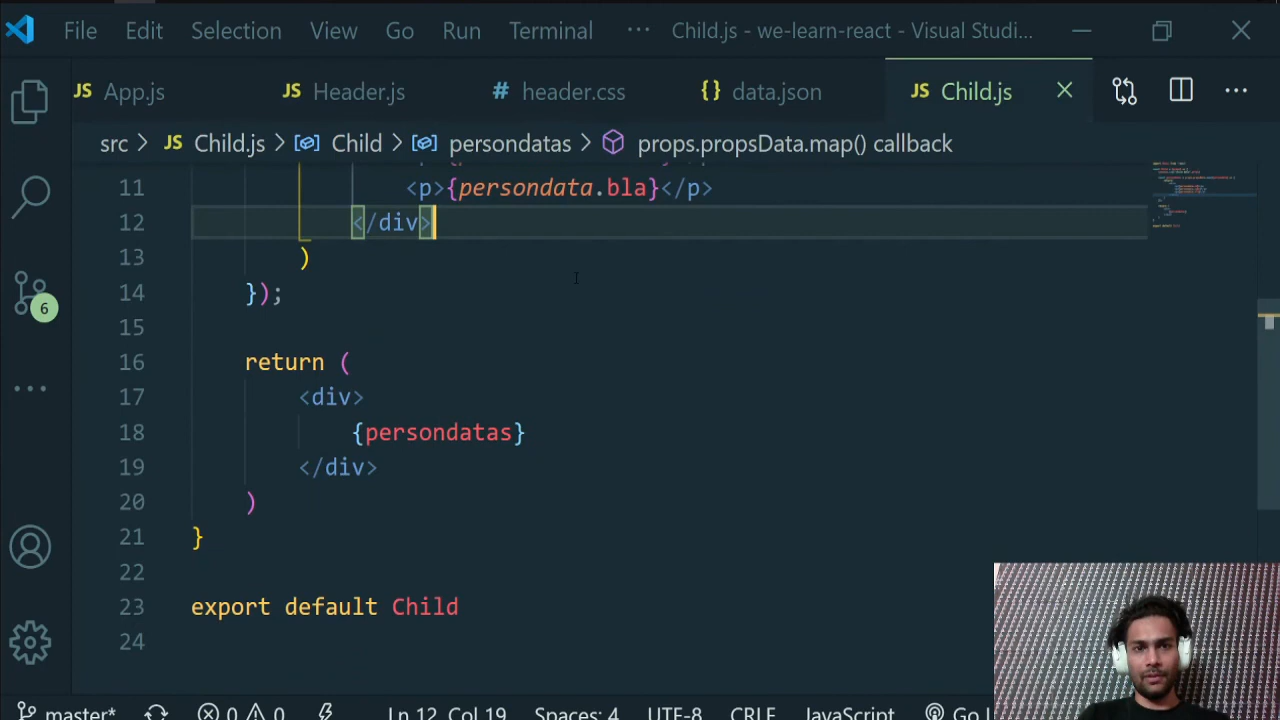 File Edit Selection View Go Run Terminal ··· Child.js - we-learn-react - Visual Studi...
JS App.js JS Header.js # header.css {} data.json JS Child.js
src > JS Child.js > Child > persondatas > props.propsData.map() callback
11 <p>{persondata.bla}</p>
12 </div>
13 )
14 });
15
16 return (
17 <div>
18 {persondatas}
19 </div>
20 )
21 }
22
23 export default Child
24
6
master* 0 0 Ln 12, Col 19 Spaces: 4 UTF-8 CRLF JavaScript Go L